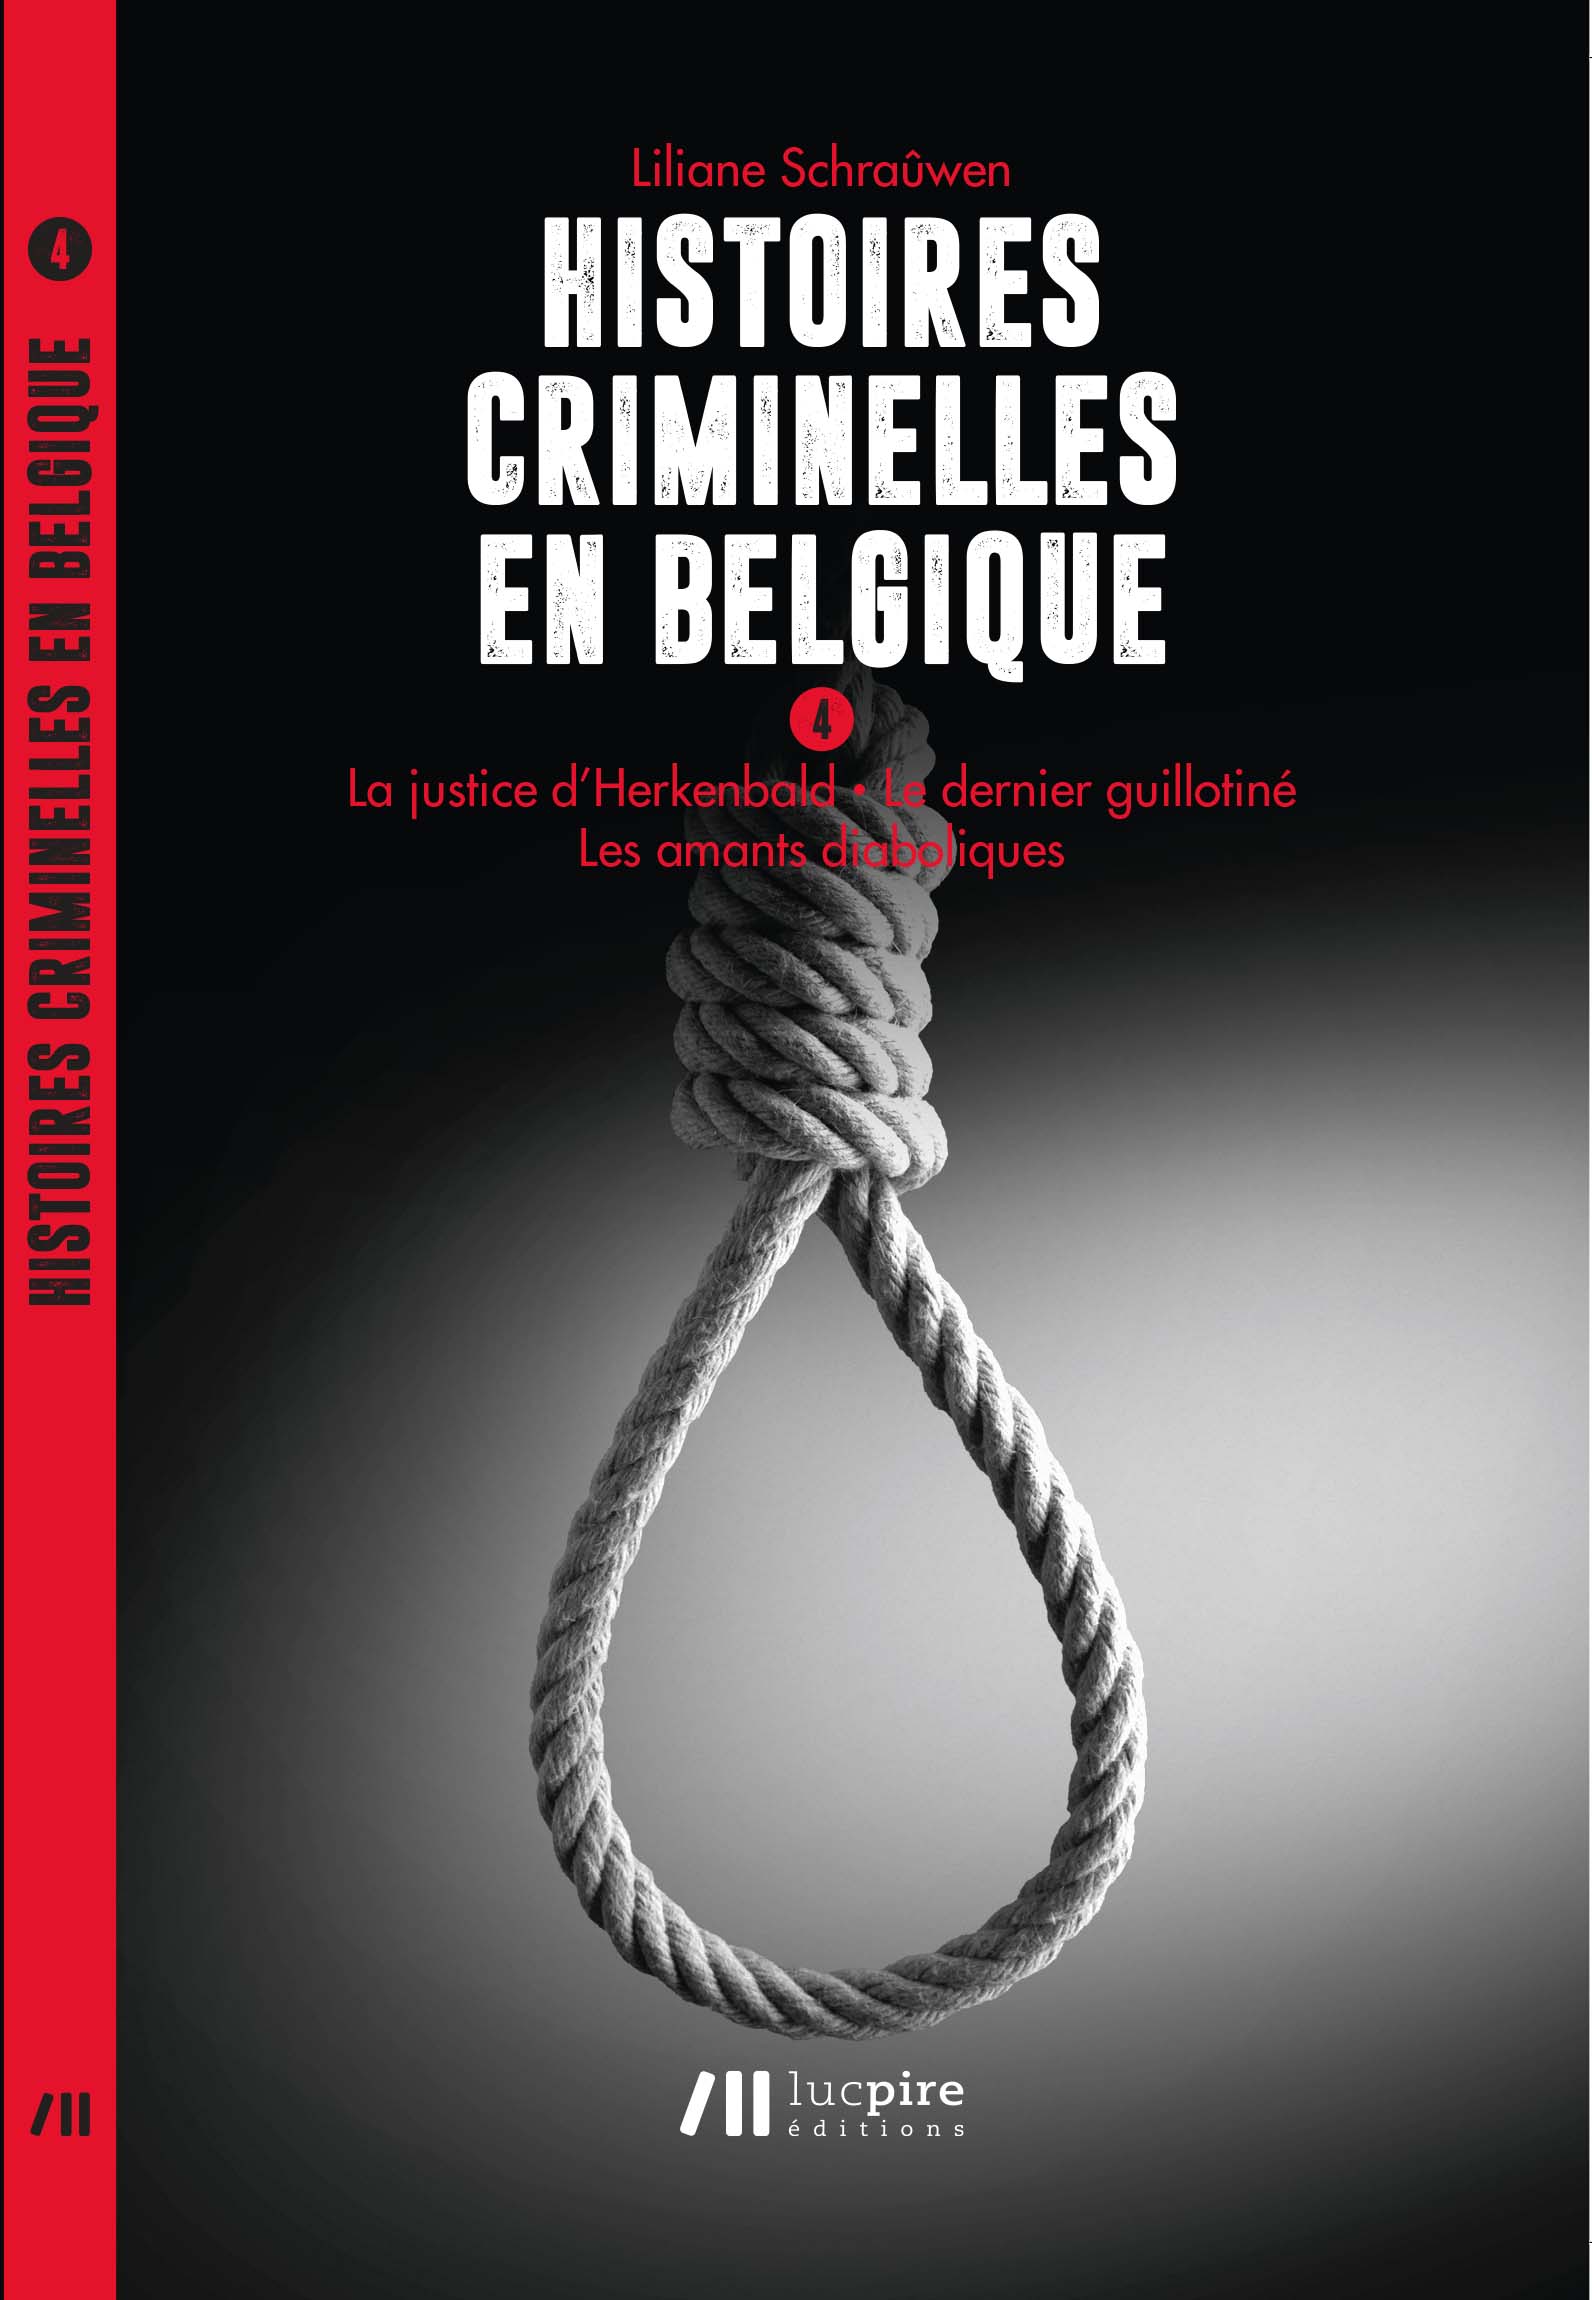 4
HISTOIRES CRIMINELLES EN BELGIQUE
Liliane Schraûwen
HISTOIRES
CRIMINELLES
EN BELGIQUE
4
La justice d’Herkenbald • Le dernier guillotiné
Les amants diaboliques
lucpire
éditions